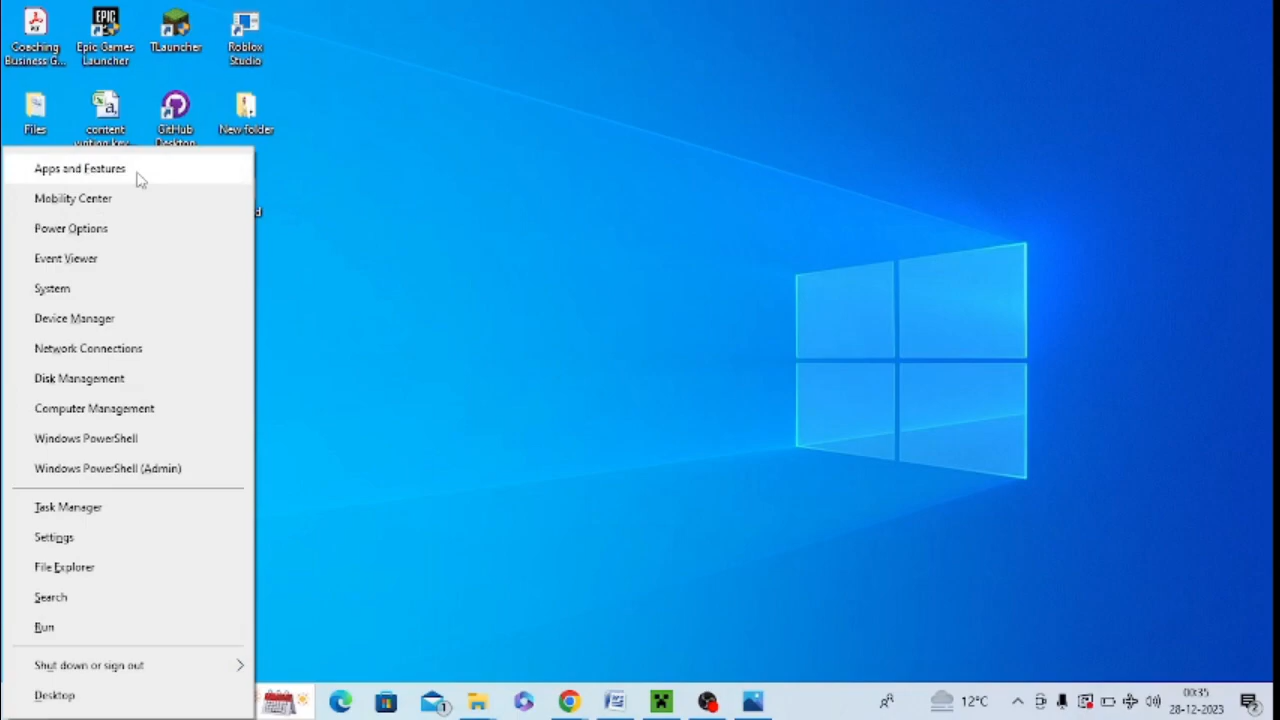 Coaching
Business G...
Epic Games
Launcher
TLauncher
Roblox
Studio
Files
content
GitHub
Desktop
New folder
Apps and Features
Mobility Center
Power Options
Event Viewer
System
Device Manager
Network Connections
Disk Management
Computer Management
Windows PowerShell
Windows PowerShell (Admin)
Task Manager
Settings
File Explorer
Search
Run
Shut down or sign out
Desktop
EPIC
GAMES
12°C
00:35
28-12-2023